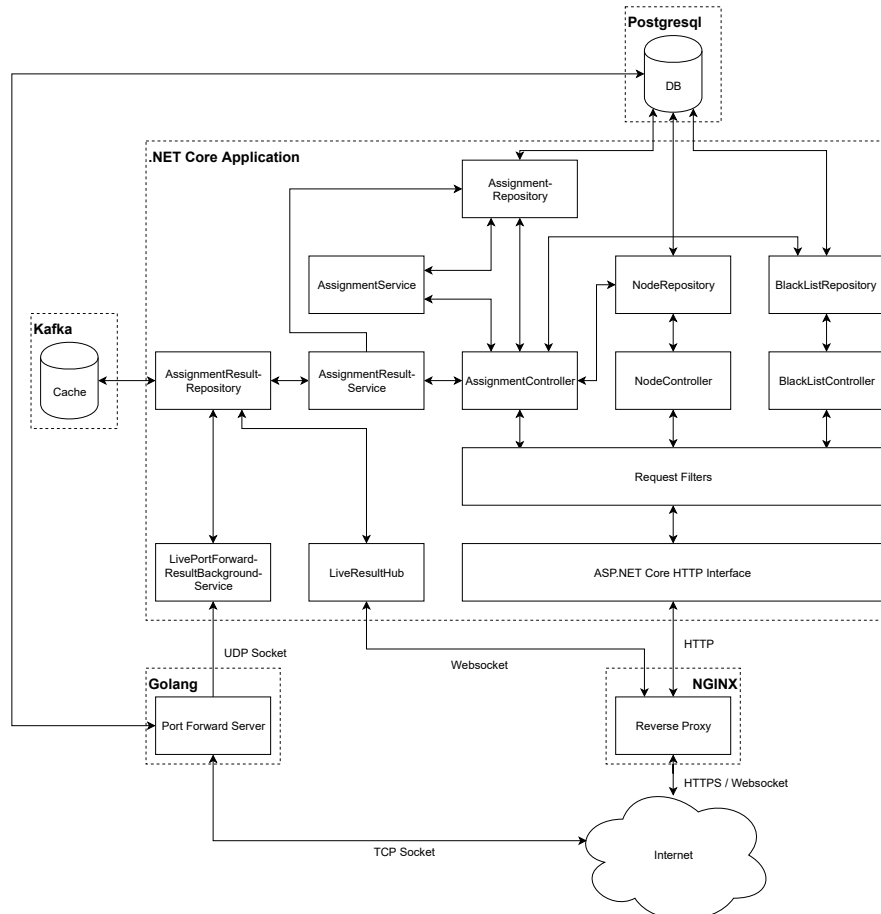 Postgresql
DB
.NET Core Application
Assignment-
Repository
AssignmentService
NodeRepository
BlackListRepository
Kafka
Cache
AssignmentResult-
Repository
AssignmentResult-
Service
AssignmentController
NodeController
BlackListController
Request Filters
LivePortForward-
ResultBackground-
Service
LiveResultHub
ASP.NET Core HTTP Interface
UDP Socket
Websocket
HTTP
Golang
NGINX
Port Forward Server
Reverse Proxy
HTTPS / Websocket
TCP Socket
Internet